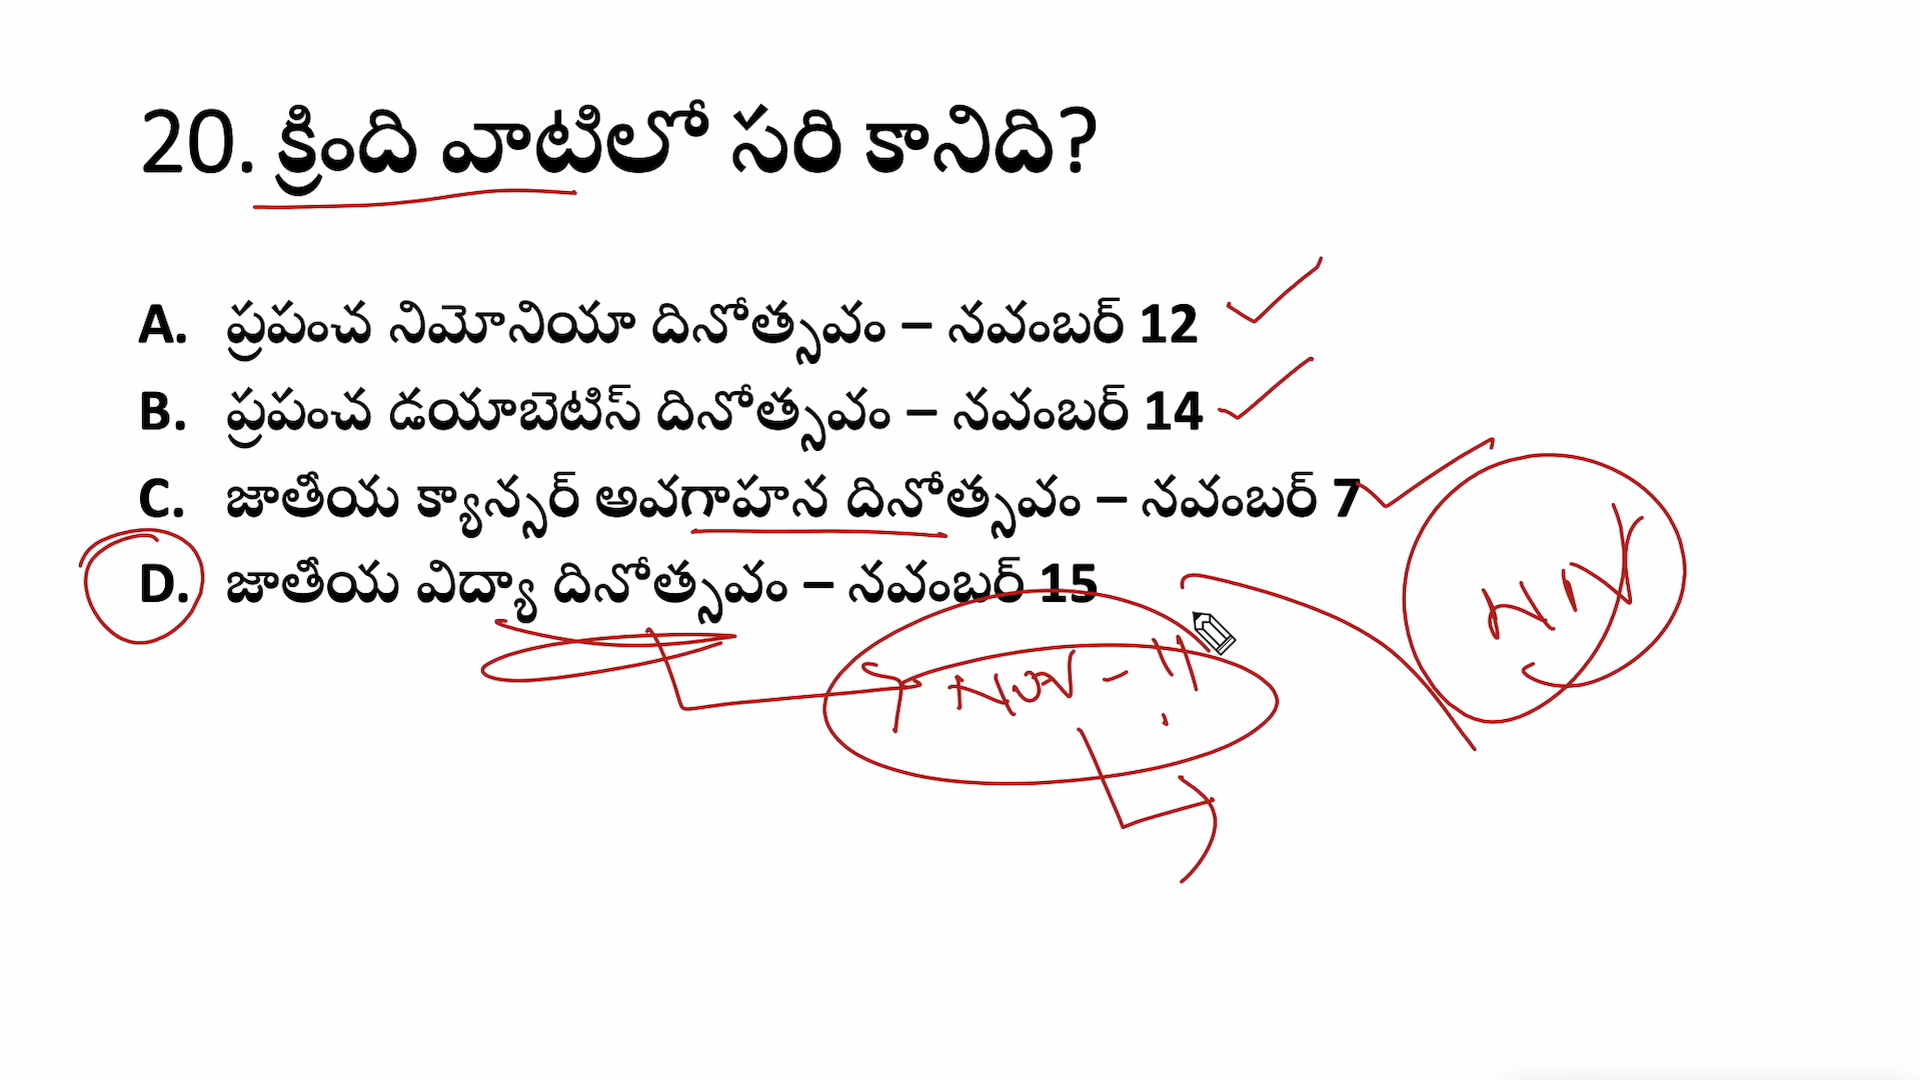 20. క్రింది వాటిలో సరి కానిది?
A. ప్రపంచ నిమోనియా దినోత్సవం – నవంబర్ 12
B. ప్రపంచ డయాబెటిస్ దినోత్సవం – నవంబర్ 14
C. జాతీయ క్యాన్సర్ అవగాహన దినోత్సవం – నవంబర్ 7
D. జాతీయ విద్యా దినోత్సవం – నవంబర్ 15
NOV - 11